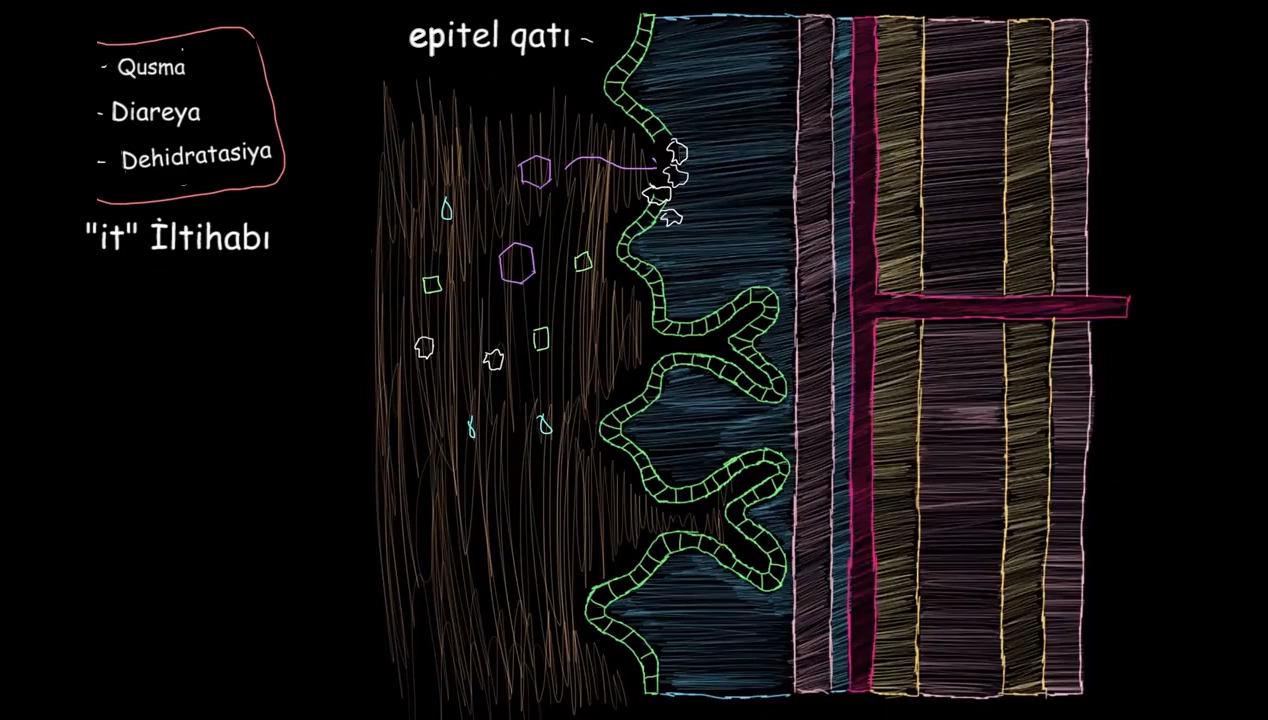 epitel qatı -
- Qusma
- Diareya
- Dehidratasiya
"it" İltihabı